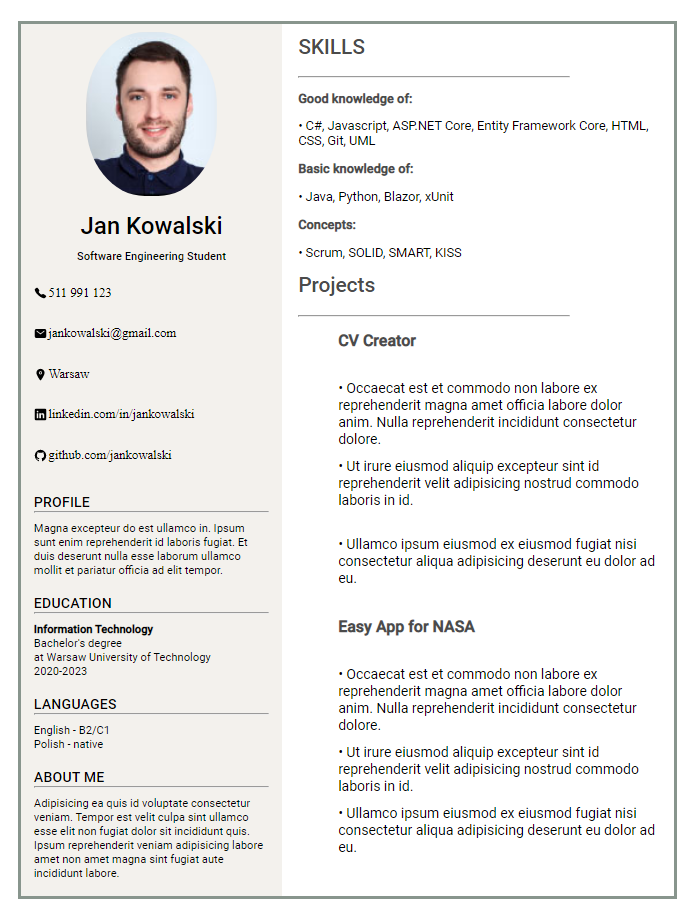 Jan Kowalski
Software Engineering Student
511 991 123
jankowalski@gmail.com
Warsaw
linkedin.com/in/jankowalski
github.com/jankowalski
PROFILE
Magna excepteur do est ullamco in. Ipsum
sunt enim reprehenderit id laboris fugiat. Et
duis deserunt nulla esse laborum ullamco
mollit et pariatur officia ad elit tempor.
EDUCATION
Information Technology
Bachelor's degree
at Warsaw University of Technology
2020-2023
LANGUAGES
English - B2/C1
Polish - native
ABOUT ME
Adipisicing ea quis id voluptate consectetur
veniam. Tempor est velit culpa sint ullamco
esse elit non fugiat dolor sit incididunt quis.
Ipsum reprehenderit veniam adipisicing labore
amet non amet magna sint fugiat aute
incididunt labore.
SKILLS
Good knowledge of:
• C#, Javascript, ASP.NET Core, Entity Framework Core, HTML,
CSS, Git, UML
Basic knowledge of:
• Java, Python, Blazor, xUnit
Concepts:
• Scrum, SOLID, SMART, KISS
Projects
CV Creator
• Occaecat est et commodo non labore ex
reprehenderit magna amet officia labore dolor
anim. Nulla reprehenderit incididunt consectetur
dolore.
• Ut irure eiusmod aliquip excepteur sint id
reprehenderit velit adipisicing nostrud commodo
laboris in id.
• Ullamco ipsum eiusmod ex eiusmod fugiat nisi
consectetur aliqua adipisicing deserunt eu dolor ad
eu.
Easy App for NASA
• Occaecat est et commodo non labore ex
reprehenderit magna amet officia labore dolor
anim. Nulla reprehenderit incididunt consectetur
dolore.
• Ut irure eiusmod aliquip excepteur sint id
reprehenderit velit adipisicing nostrud commodo
laboris in id.
• Ullamco ipsum eiusmod ex eiusmod fugiat nisi
consectetur aliqua adipisicing deserunt eu dolor ad
eu.